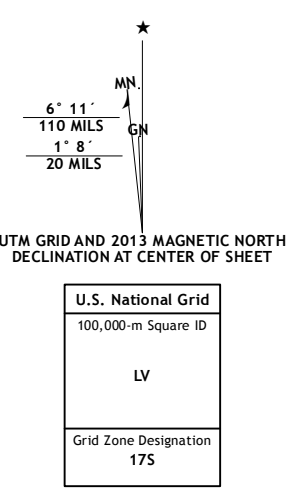 ★
MN.
6° 11´
110 MILS
GN
1° 8´
20 MILS
UTM GRID AND 2013 MAGNETIC NORTH
DECLINATION AT CENTER OF SHEET
U.S. National Grid
100,000-m Square ID
LV
Grid Zone Designation
17S